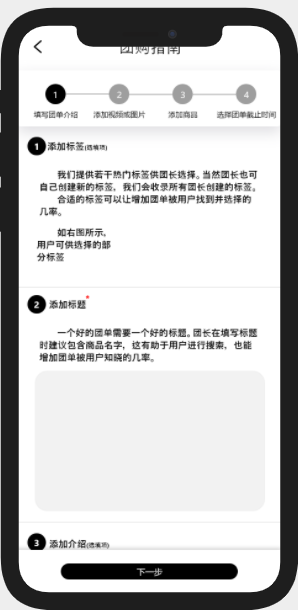 团购指南
1 2 3 4
填写团单介绍 添加视频或图片 添加商品 选择团单截止时间
1 添加标签(选填项)
我们提供若干热门标签供团长选择。当然团长也可
自己创建新的标签，我们会收录所有团长创建的标签。
合适的标签可以让增加团单被用户找到并选择的
几率。
如右图所示，
用户可供选择的部
分标签
2 添加标题*
一个好的团单需要一个好的标题。团长在填写标题
时建议包含商品名字，这有助于用户进行搜索，也能
增加团单被用户知晓的几率。
3 添加介绍(选填项)
下一步